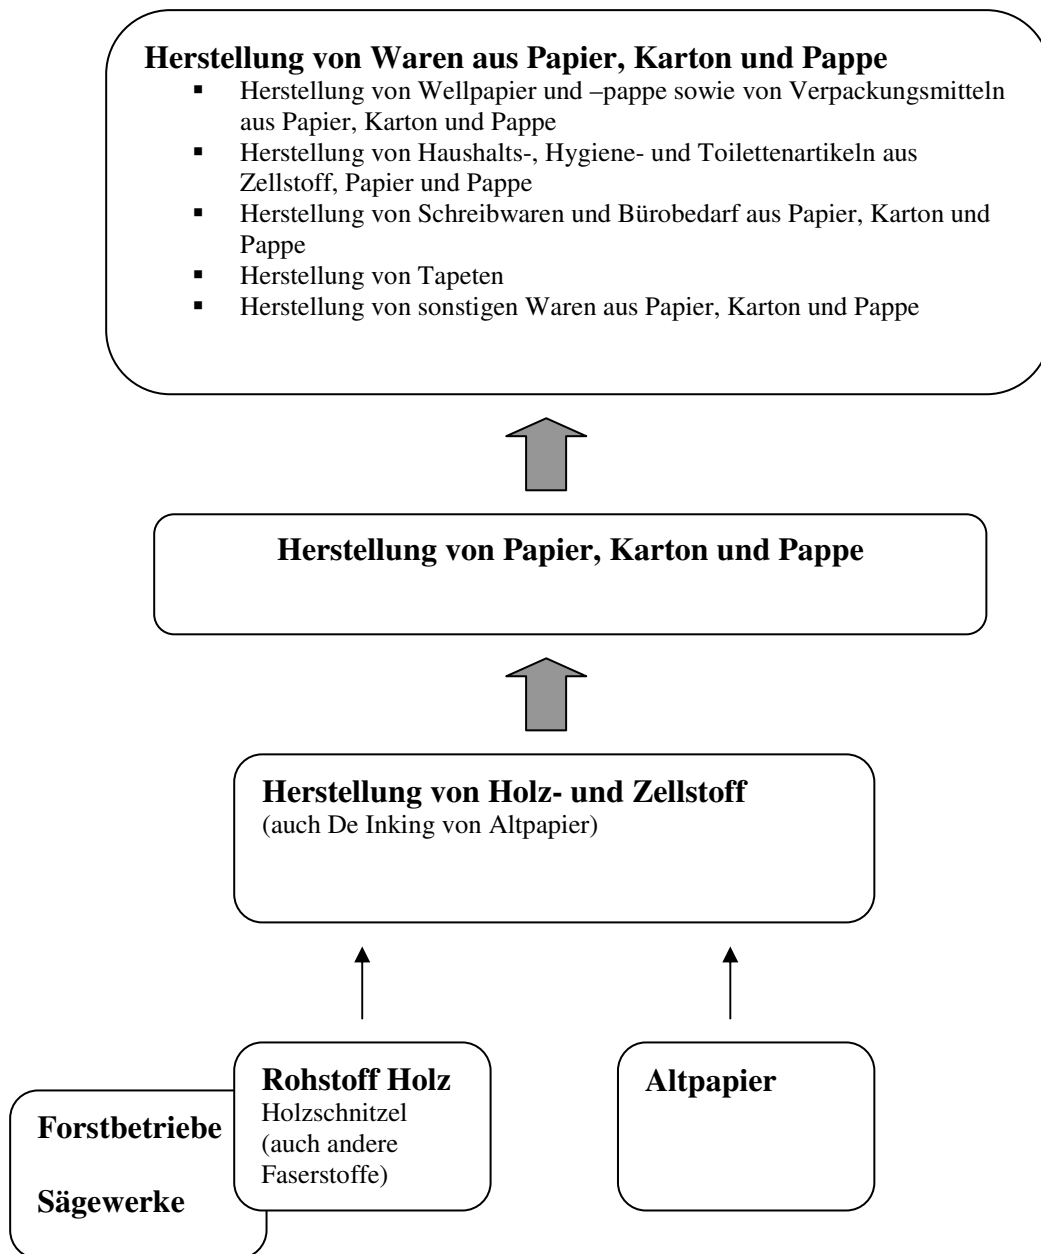 Herstellung von Waren aus Papier, Karton und Pappe
▪ Herstellung von Wellpapier und –pappe sowie von Verpackungsmitteln
aus Papier, Karton und Pappe
▪ Herstellung von Haushalts-, Hygiene- und Toilettenartikeln aus
Zellstoff, Papier und Pappe
▪ Herstellung von Schreibwaren und Bürobedarf aus Papier, Karton und
Pappe
▪ Herstellung von Tapeten
▪ Herstellung von sonstigen Waren aus Papier, Karton und Pappe
Herstellung von Papier, Karton und Pappe
Herstellung von Holz- und Zellstoff
(auch De Inking von Altpapier)
Rohstoff Holz
Holzschnitzel
(auch andere
Faserstoffe)
Altpapier
Forstbetriebe
Sägewerke